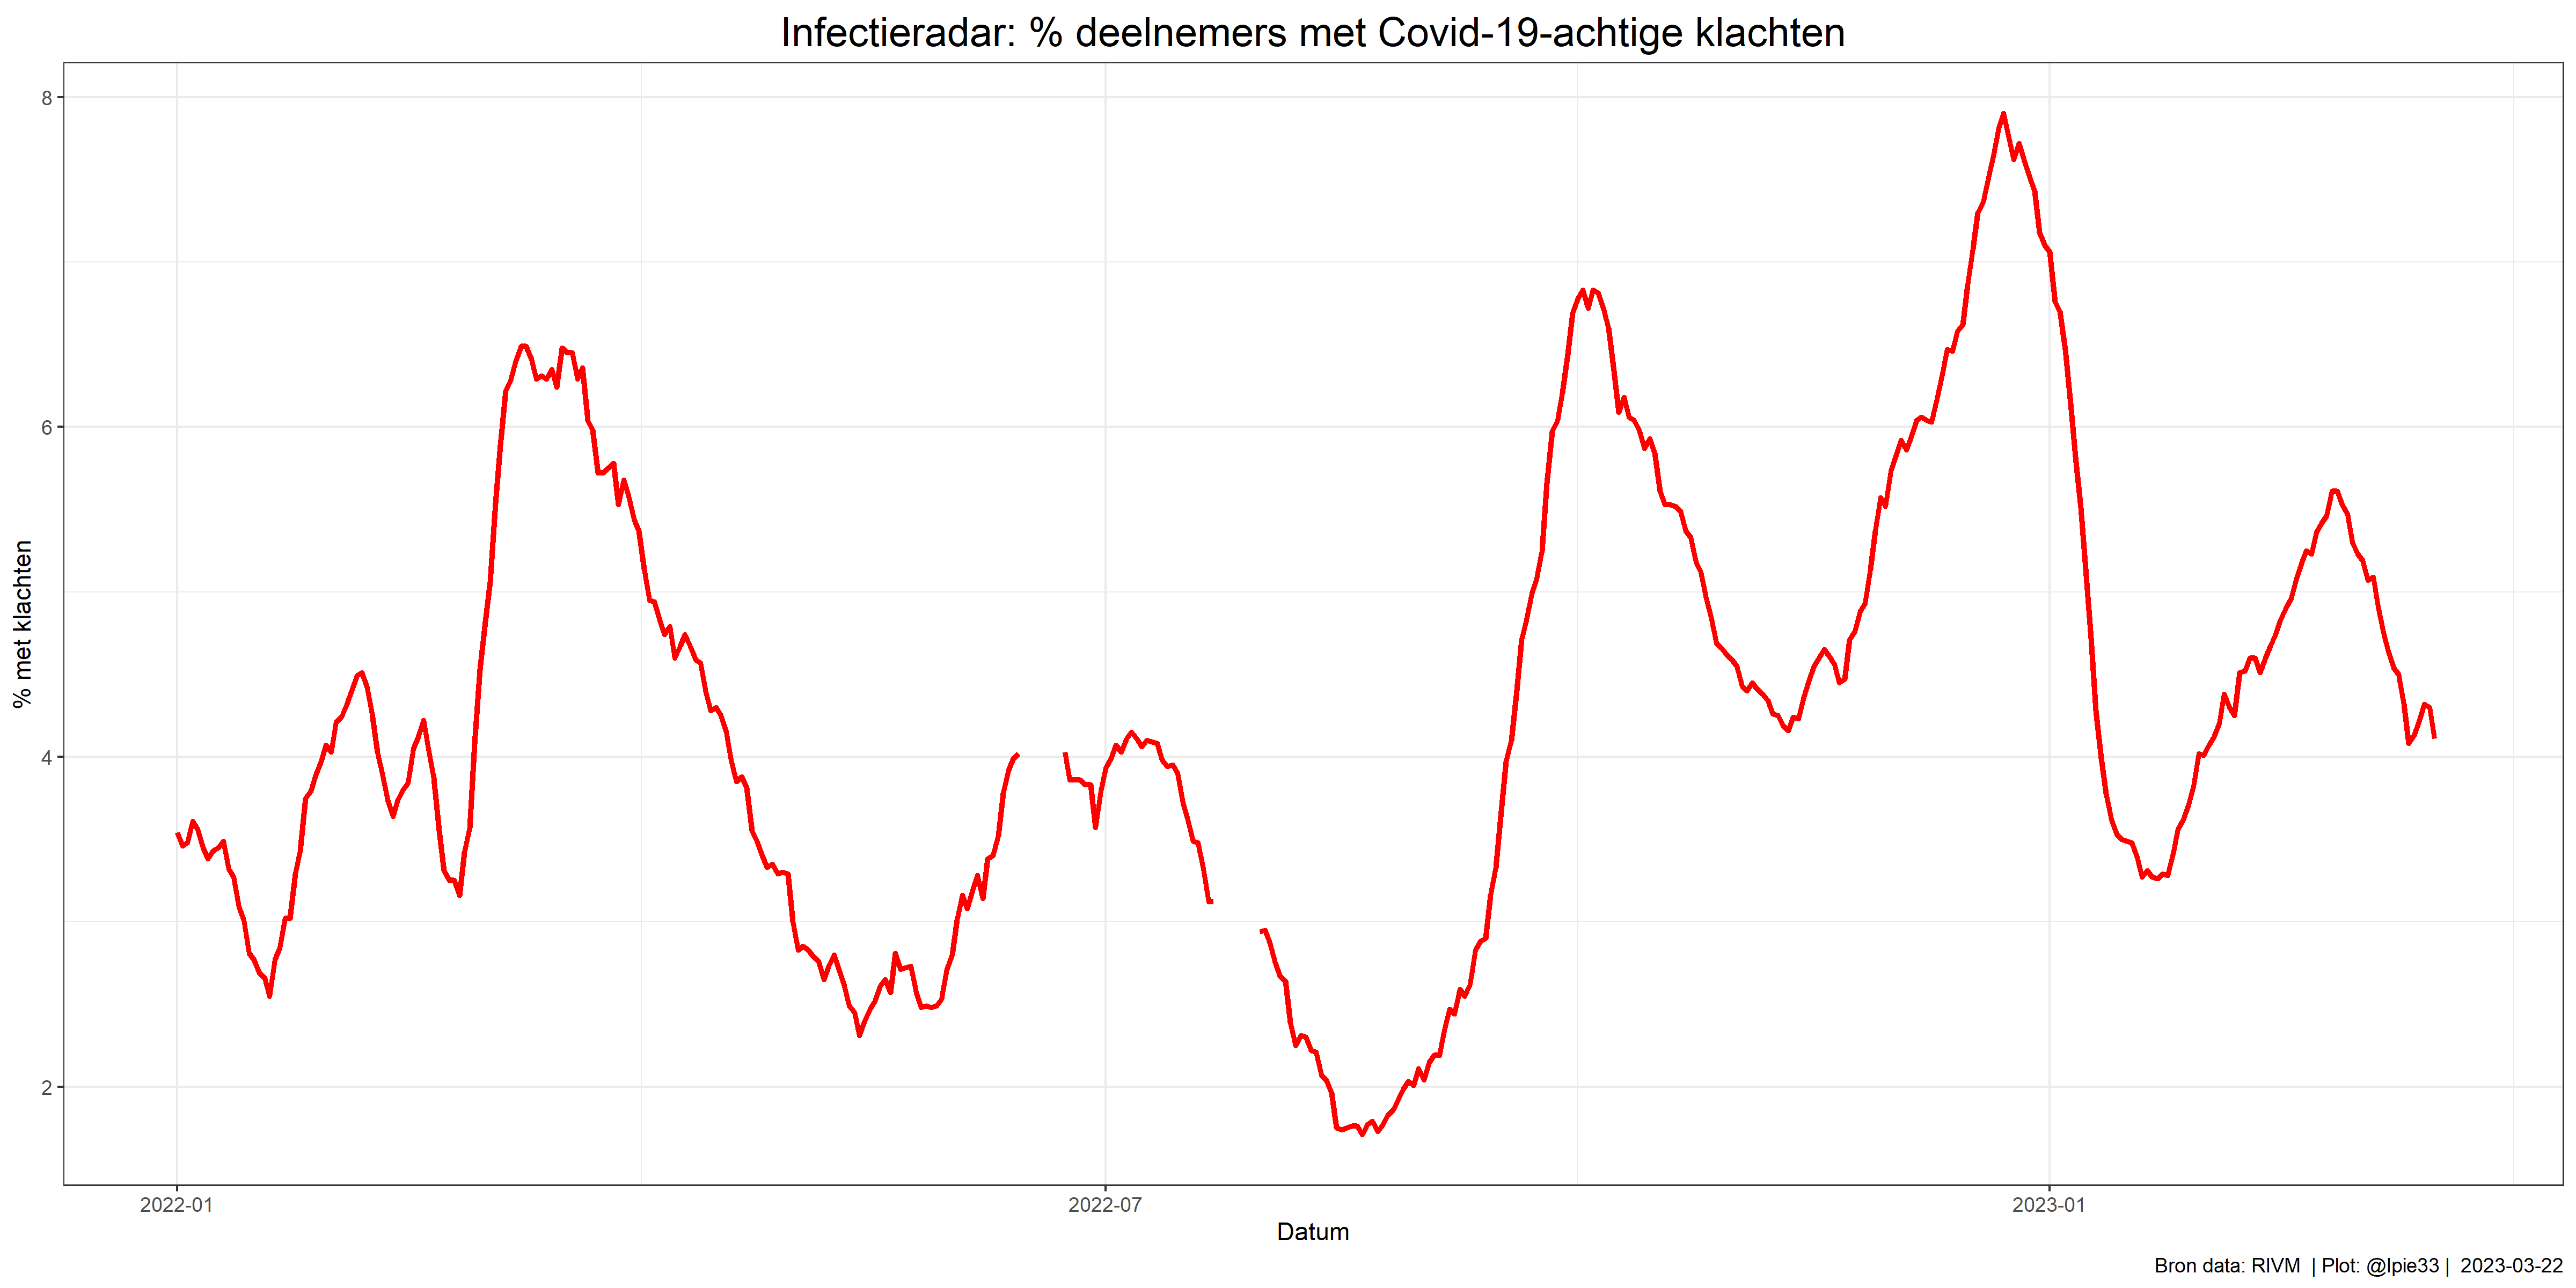 Infectieradar: % deelnemers met Covid-19-achtige klachten
8
6
4
2
% met klachten
2022-01
2022-07
2023-01
Datum
Bron data: RIVM | Plot: @lpie33 | 2023-03-22